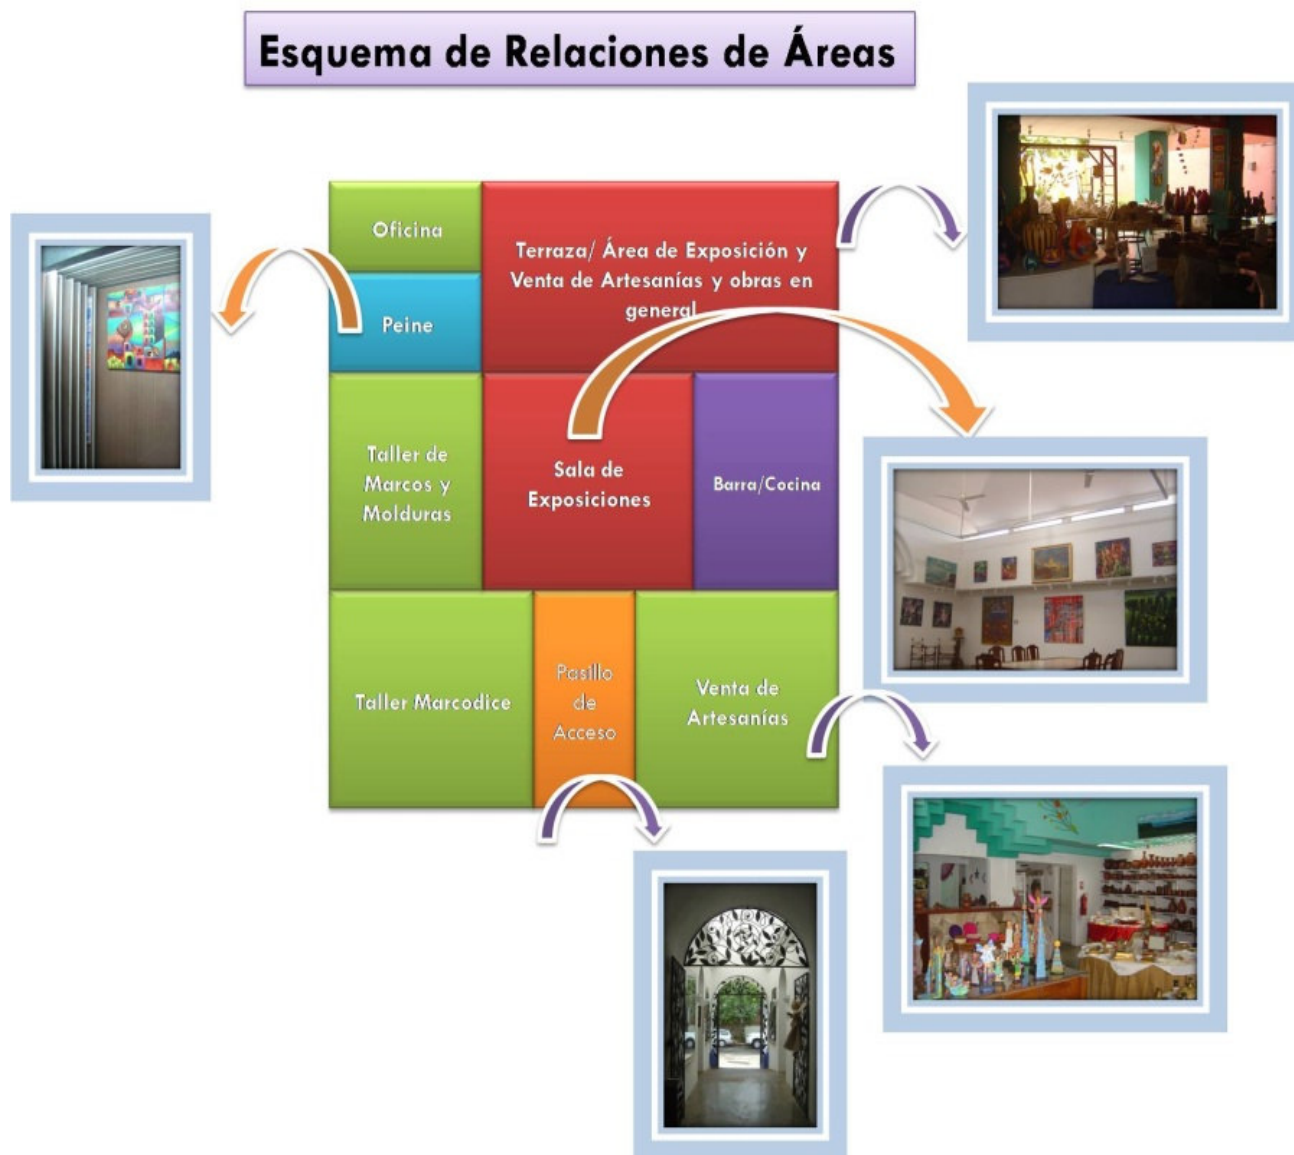 Esquema de Relaciones de Áreas
Oficina
Terraza/ Área de Exposición y
Venta de Artesanías y obras en
general
Peine
Taller de
Marcos y
Molduras
Sala de
Exposiciones
Barra/Cocina
Taller Marcodice
Pasillo
de
Acceso
Venta de
Artesanías